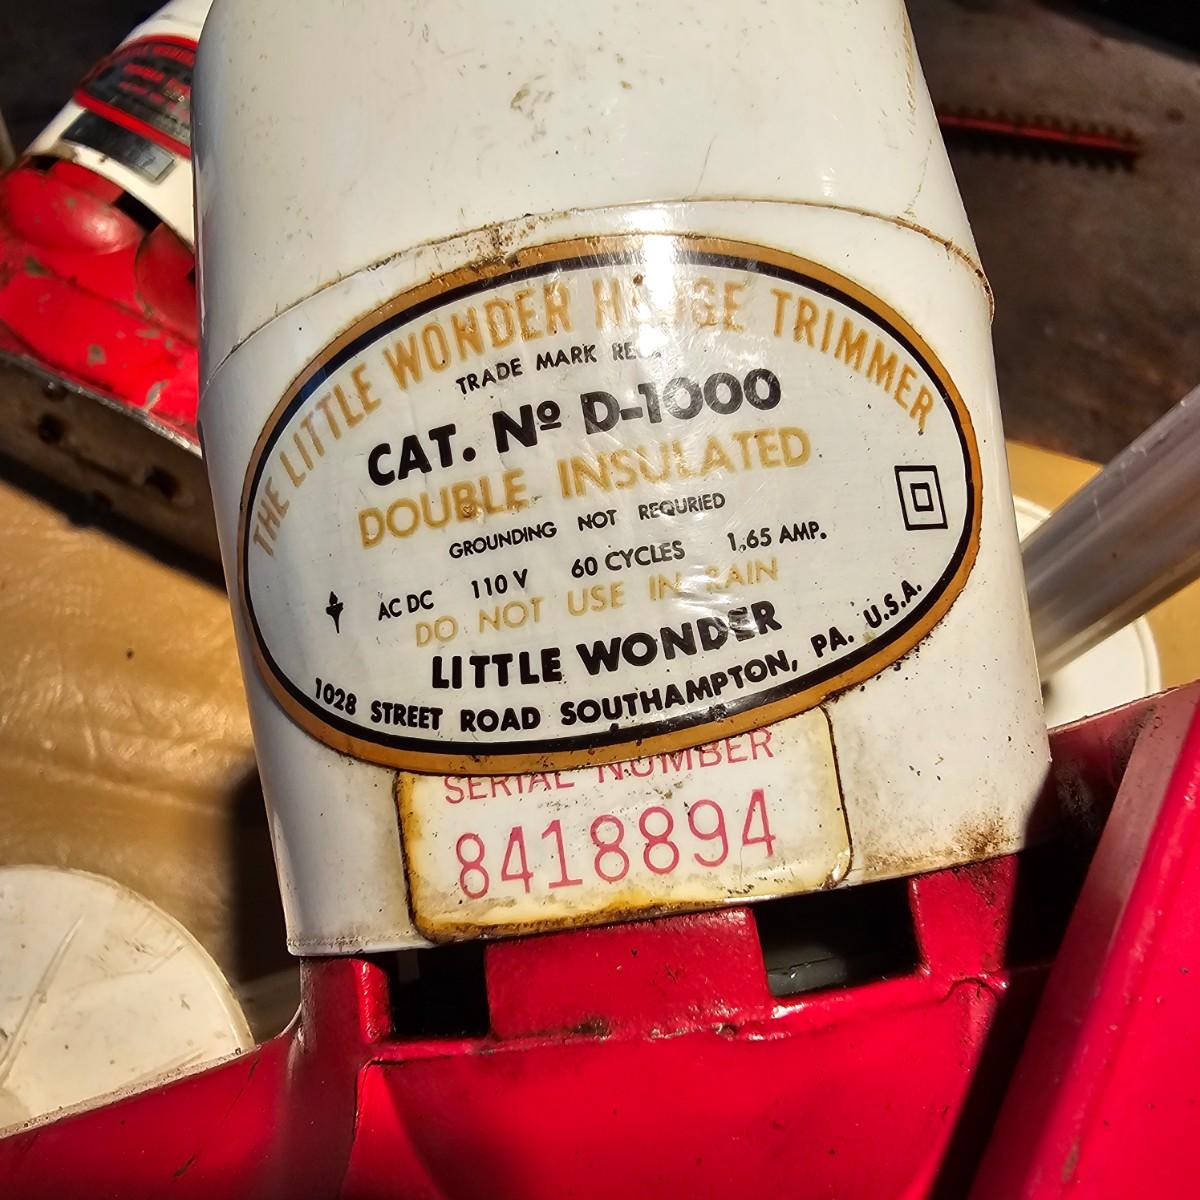 THE LITTLE WONDER HEDGE TRIMMER
TRADE MARK REG.
CAT. Nº D-1000
DOUBLE INSULATED
GROUNDING NOT REQURIED
AC DC 110 V 60 CYCLES 1.65 AMP.
DO NOT USE IN RAIN
LITTLE WONDER
1028 STREET ROAD SOUTHAMPTON, PA. U.S.A.
SERIAL NUMBER
8418894